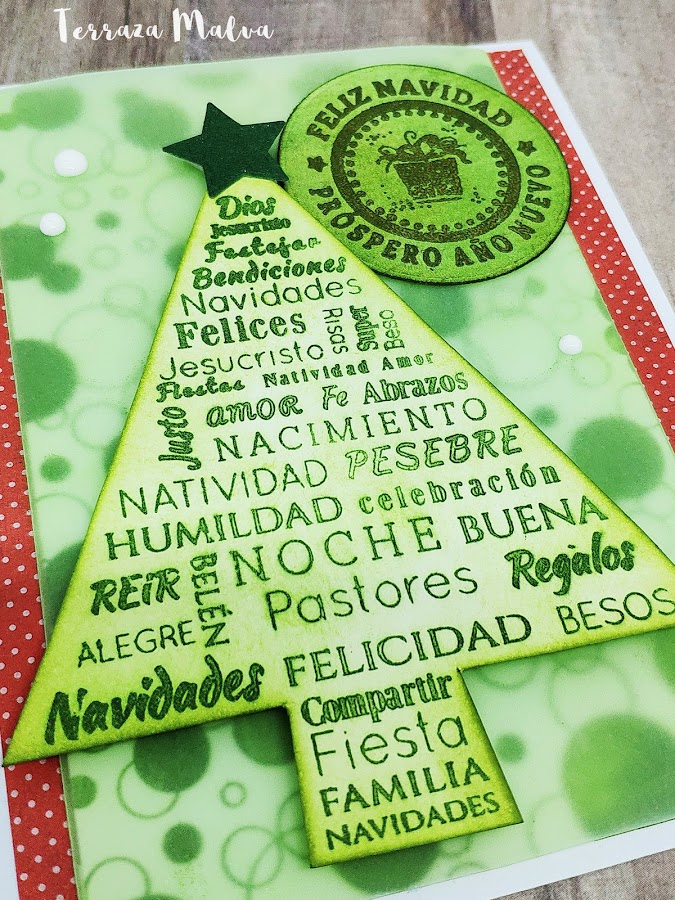 Terraza Malva
FELIZ NAVIDAD
PRÓSPERO AÑO NUEVO
Dios
Jesucristo
Festejar
Bendiciones
Navidades
Felices
Risas
Super
Beso
Jesucristo
Fiestas Natividad Amor
Justo
amor Fe Abrazos
NACIMIENTO
NATIVIDAD PESEBRE
HUMILDAD celebración
NOCHE BUENA
REiR
BELÉN
Pastores Regalos
ALEGRE
FELICIDAD BESOS
Navidades
Compartir
Fiesta
FAMILIA
NAVIDADES